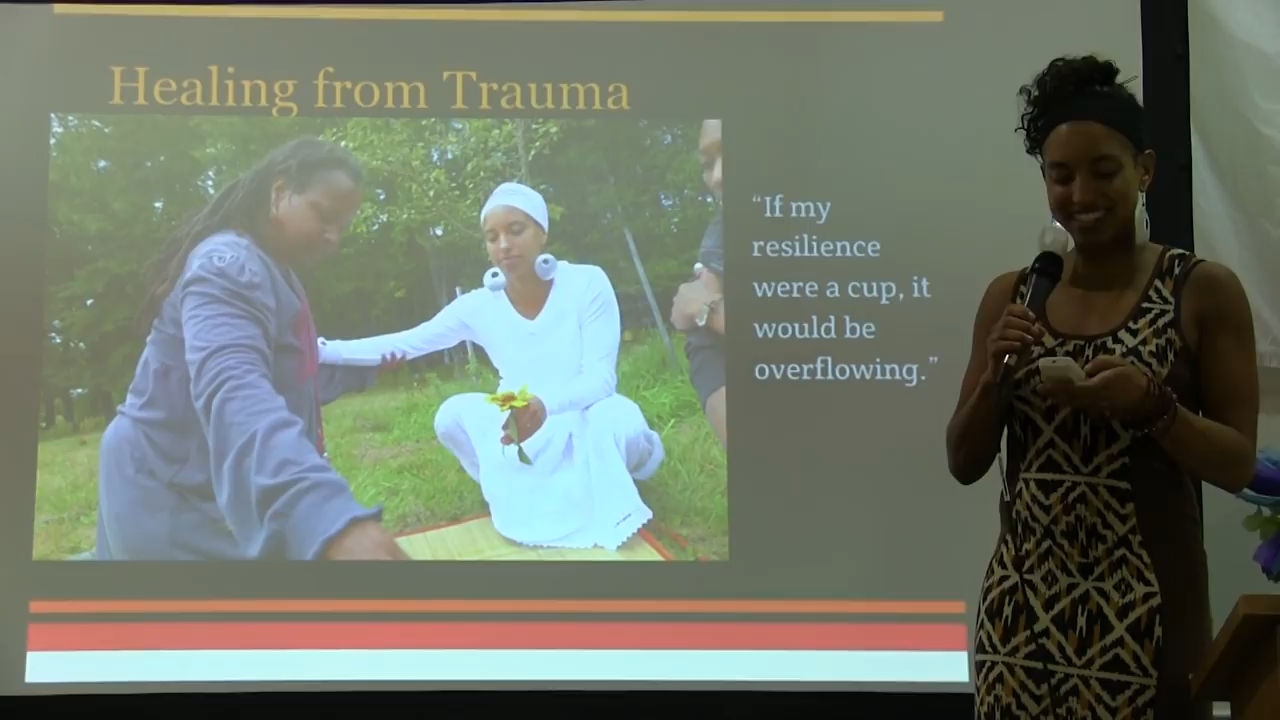 Healing from Trauma
“If my
resilience
were a cup, it
would be
overflowing.”